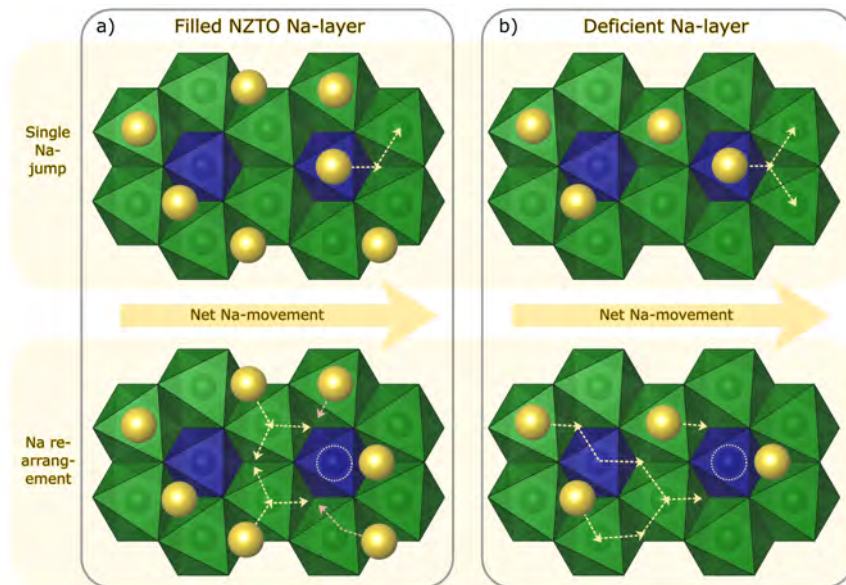 a)
Filled NZTO Na-layer
b)
Deficient Na-layer
Single
Na-
jump
Net Na-movement
Net Na-movement
Na re-
arrang-
ement